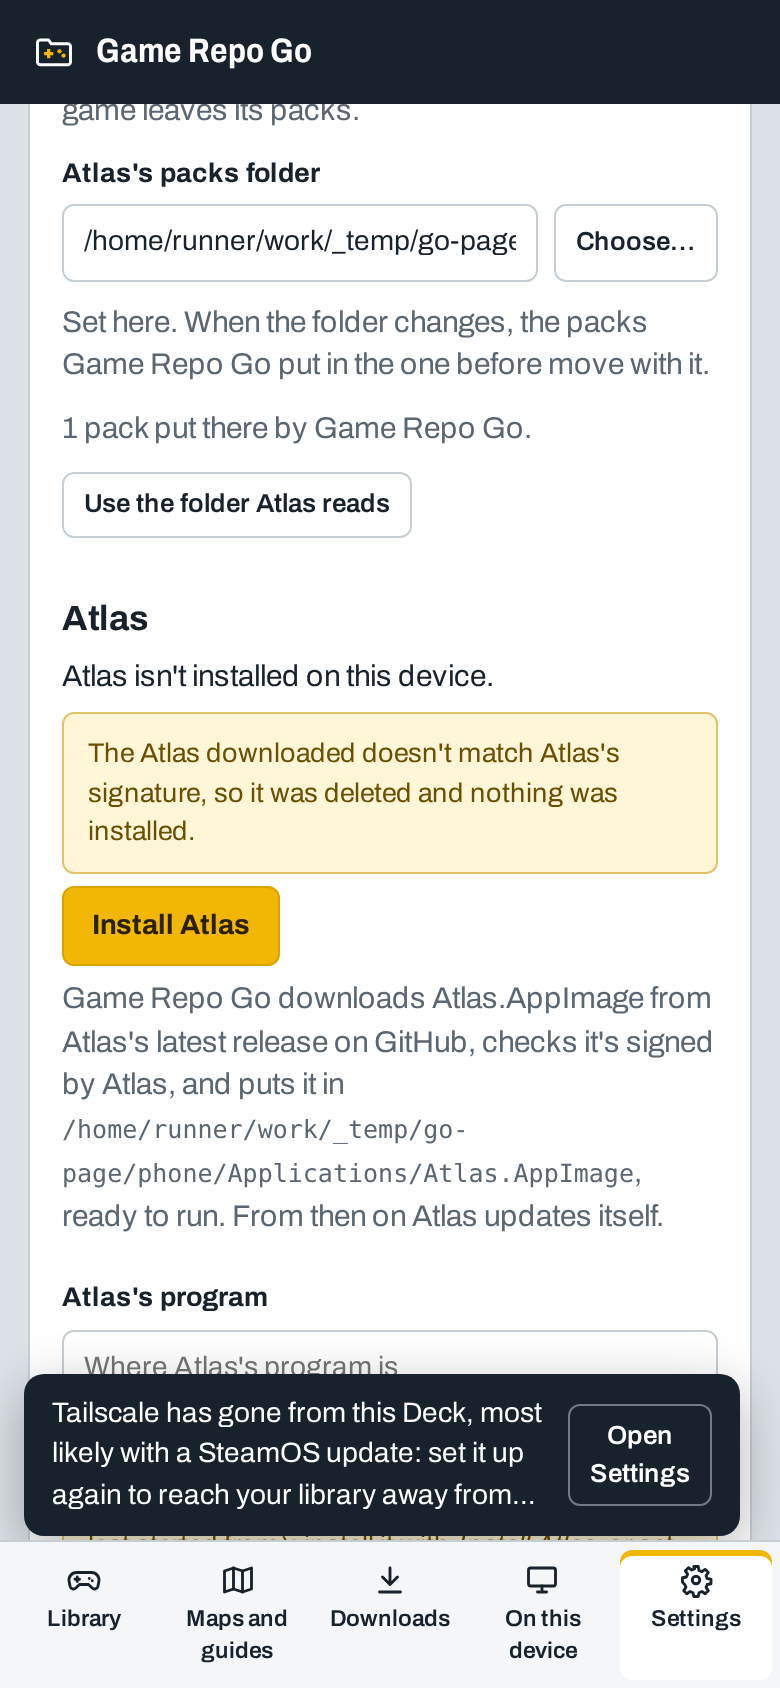 Game Repo Go
game leaves its packs.
Atlas's packs folder
/home/runner/work/_temp/go-page
Choose...
Set here. When the folder changes, the packs
Game Repo Go put in the one before move with it.
1 pack put there by Game Repo Go.
Use the folder Atlas reads
Atlas
Atlas isn't installed on this device.
The Atlas downloaded doesn't match Atlas's
signature, so it was deleted and nothing was
installed.
Install Atlas
Game Repo Go downloads Atlas.AppImage from
Atlas's latest release on GitHub, checks it's signed
by Atlas, and puts it in
/home/runner/work/_temp/go-
page/phone/Applications/Atlas.AppImage,
ready to run. From then on Atlas updates itself.
Atlas's program
Where Atlas's program is
Tailscale has gone from this Deck, most
likely with a SteamOS update: set it up
again to reach your library away from...
Open
Settings
Library
Maps and
guides
Downloads
On this
device
Settings